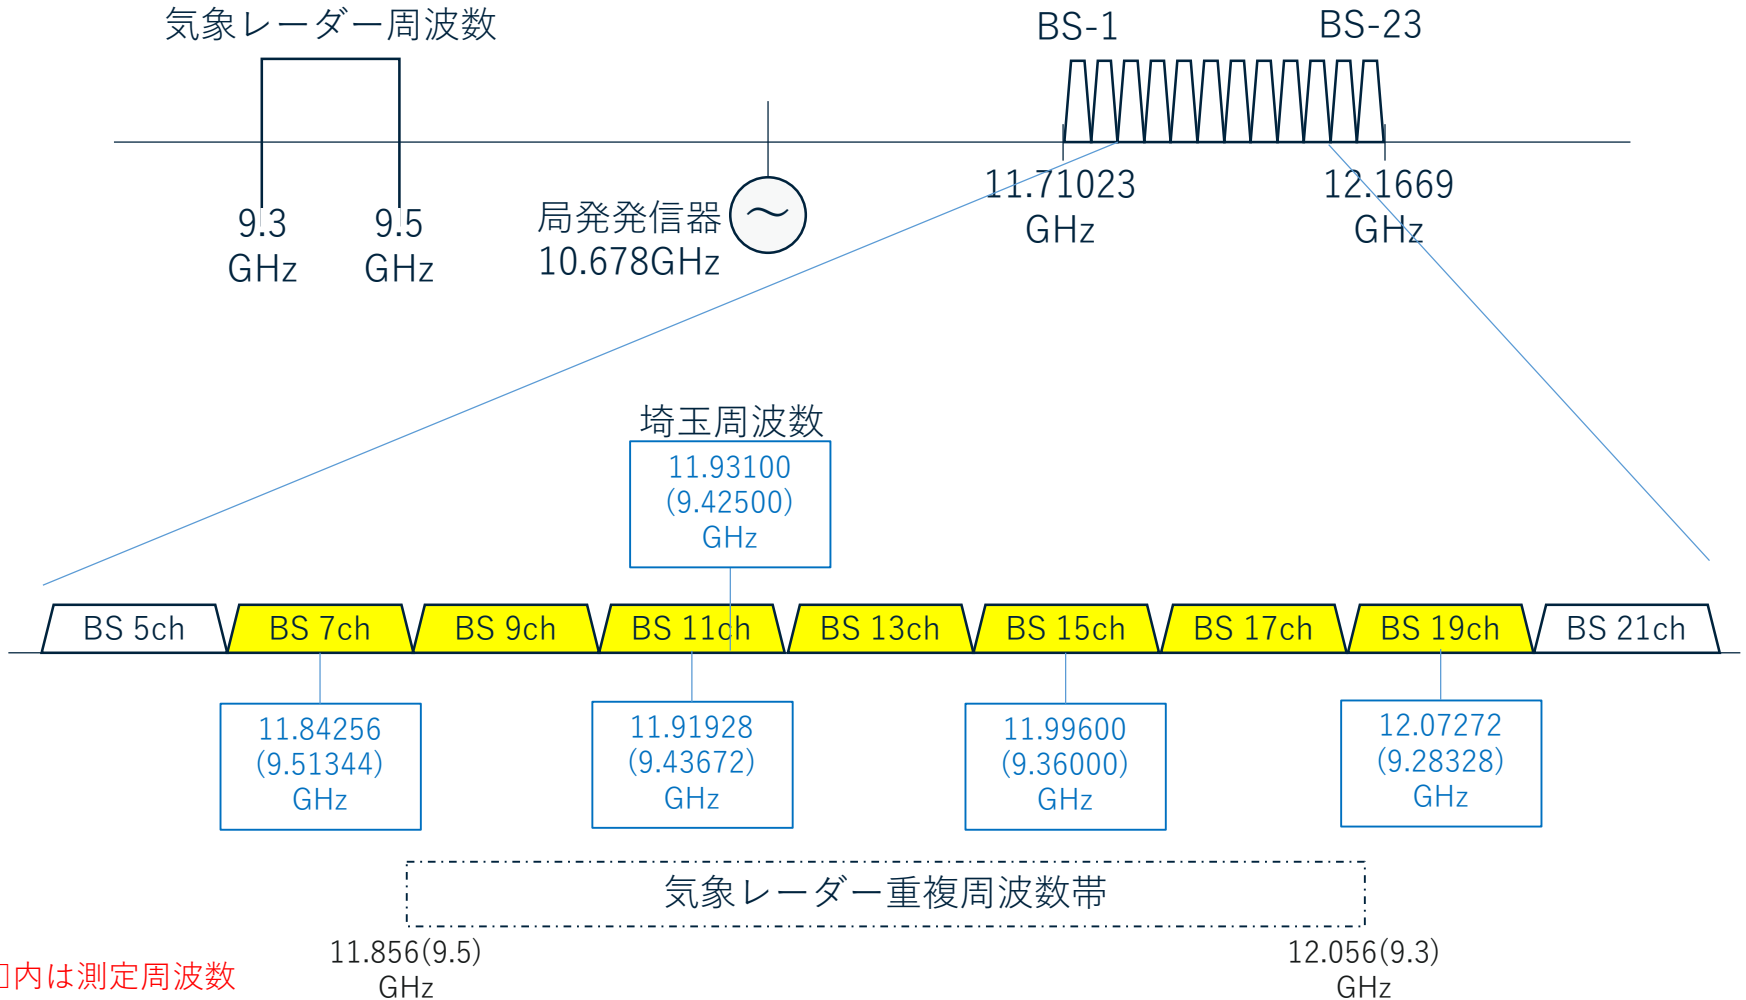 気象レーダー周波数
BS-1
BS-23
9.3
GHz
9.5
GHz
局発発信器
10.678GHz
11.71023
GHz
12.1669
GHz
埼玉周波数
11.93100
(9.42500)
GHz
BS 5ch
BS 7ch
BS 9ch
BS 11ch
BS 13ch
BS 15ch
BS 17ch
BS 19ch
BS 21ch
11.84256
(9.51344)
GHz
11.91928
(9.43672)
GHz
11.99600
(9.36000)
GHz
12.07272
(9.28328)
GHz
気象レーダー重複周波数帯
11.856(9.5)
GHz
12.056(9.3)
GHz
□内は測定周波数